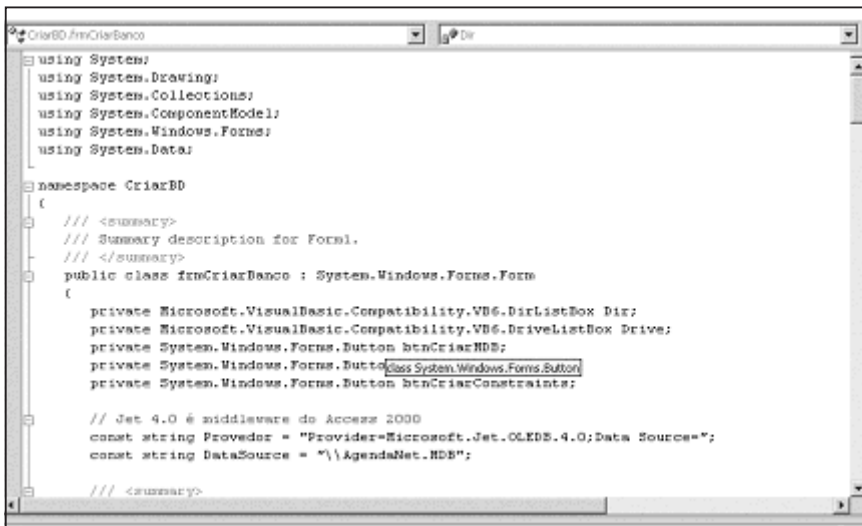 CriarBD.frmCriarBanco Dir
using System;
using System.Drawing;
using System.Collections;
using System.ComponentModel;
using System.Windows.Forms;
using System.Data;
namespace CriarBD
{
/// <summary>
/// Summary description for Form1.
/// </summary>
public class frmCriarBanco : System.Windows.Forms.Form
{
private Microsoft.VisualBasic.Compatibility.VB6.DirListBox Dir;
private Microsoft.VisualBasic.Compatibility.VB6.DriveListBox Drive;
private System.Windows.Forms.Button btnCriarMDB;
private System.Windows.Forms.Butto class System.Windows.Forms.Button
private System.Windows.Forms.Button btnCriarConstraints;
// Jet 4.0 é middleware do Access 2000
const string Provedor = "Provider=Microsoft.Jet.OLEDB.4.0;Data Source=";
const string DataSource = "\\AgendaNet.MDB";
/// <summary>